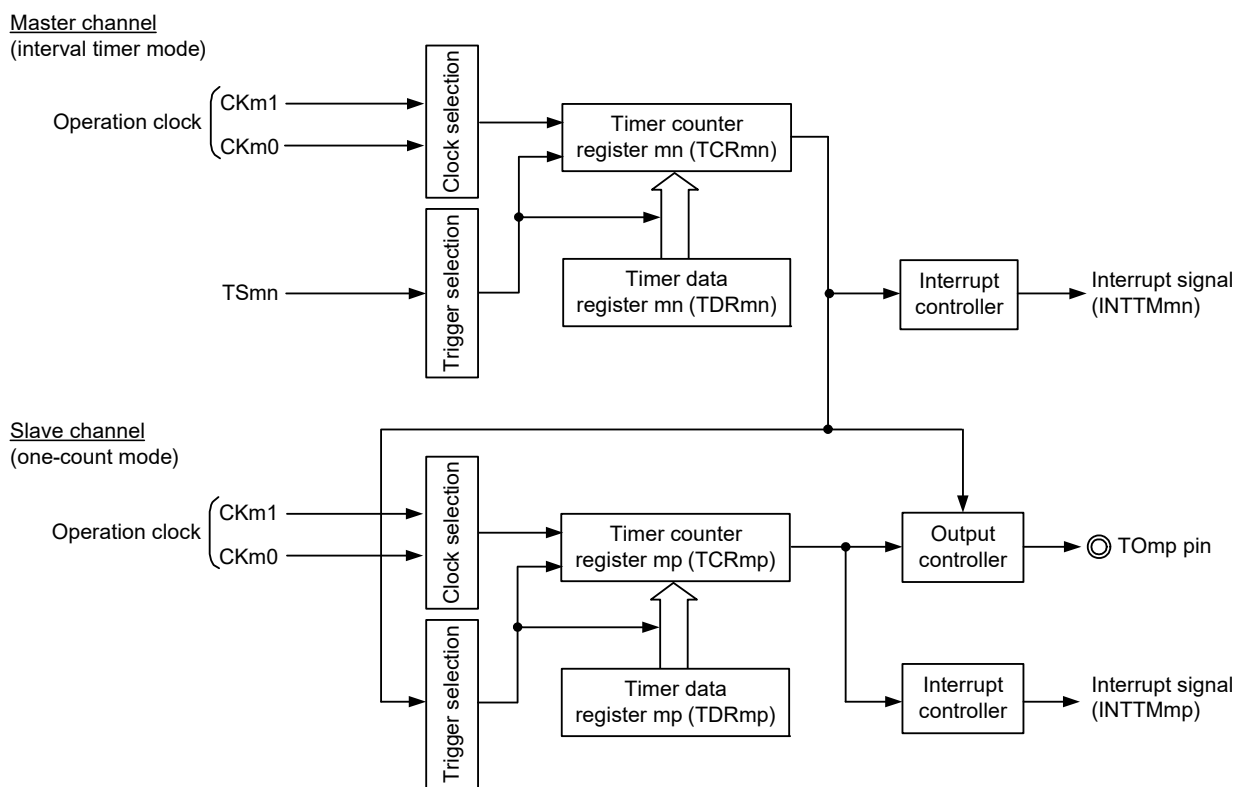 Master channel
(interval timer mode)
Operation clock
CKm1
CKm0
Clock selection
Timer counter
register mn (TCRmn)
TSmn
Trigger selection
Timer data
register mn (TDRmn)
Interrupt
controller
Interrupt signal
(INTTMmn)
Slave channel
(one-count mode)
Operation clock
CKm1
CKm0
Clock selection
Timer counter
register mp (TCRmp)
Output
controller
TOmp pin
Trigger selection
Timer data
register mp (TDRmp)
Interrupt
controller
Interrupt signal
(INTTMmp)